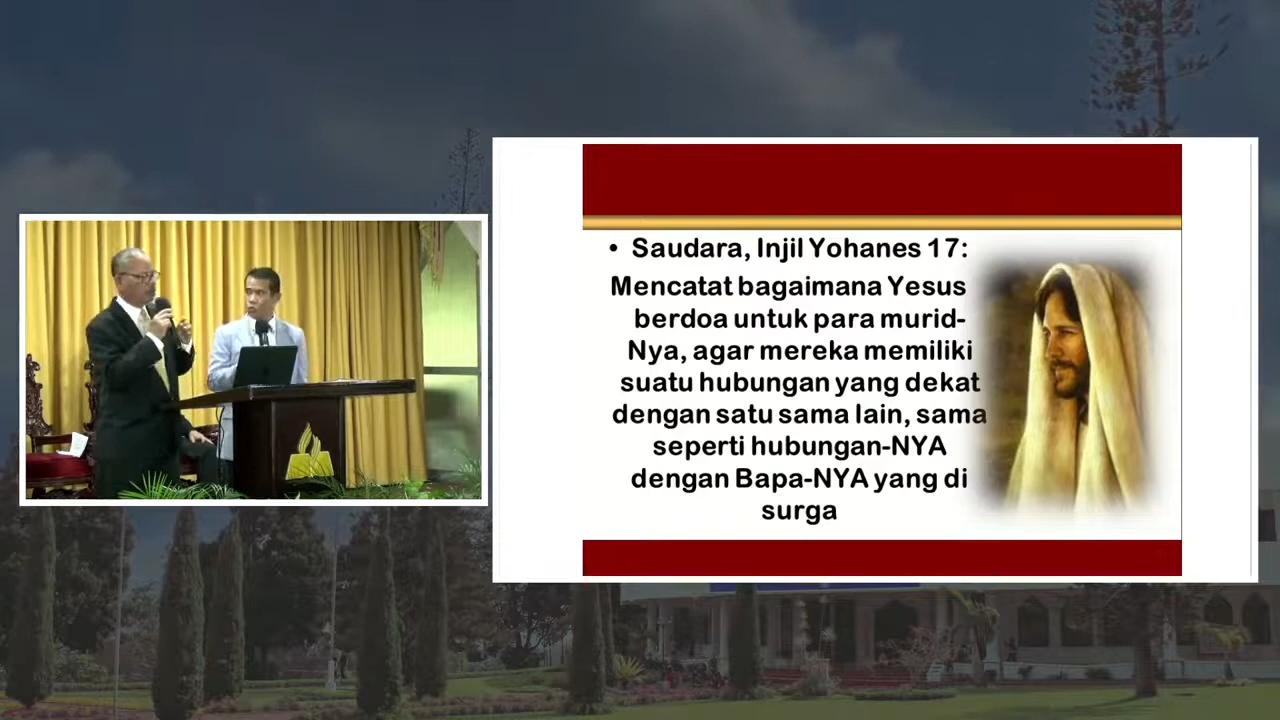 • Saudara, Injil Yohanes 17:
Mencatat bagaimana Yesus
berdoa untuk para murid-
Nya, agar mereka memiliki
suatu hubungan yang dekat
dengan satu sama lain, sama
seperti hubungan-NYA
dengan Bapa-NYA yang di
surga